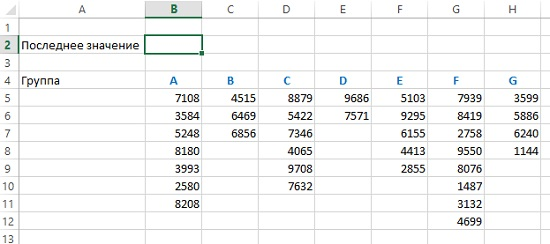 A B C D E F G H
1
2 Последнее значение
3
4 Группа A B C D E F G
5 7108 4515 8879 9686 5103 7939 3599
6 3584 6469 5422 7571 9295 8419 5886
7 5248 6856 7346 6155 2758 6240
8 8180 4065 4413 9550 1144
9 3993 9708 2855 8076
10 2580 7632 1487
11 8208 3132
12 4699
13